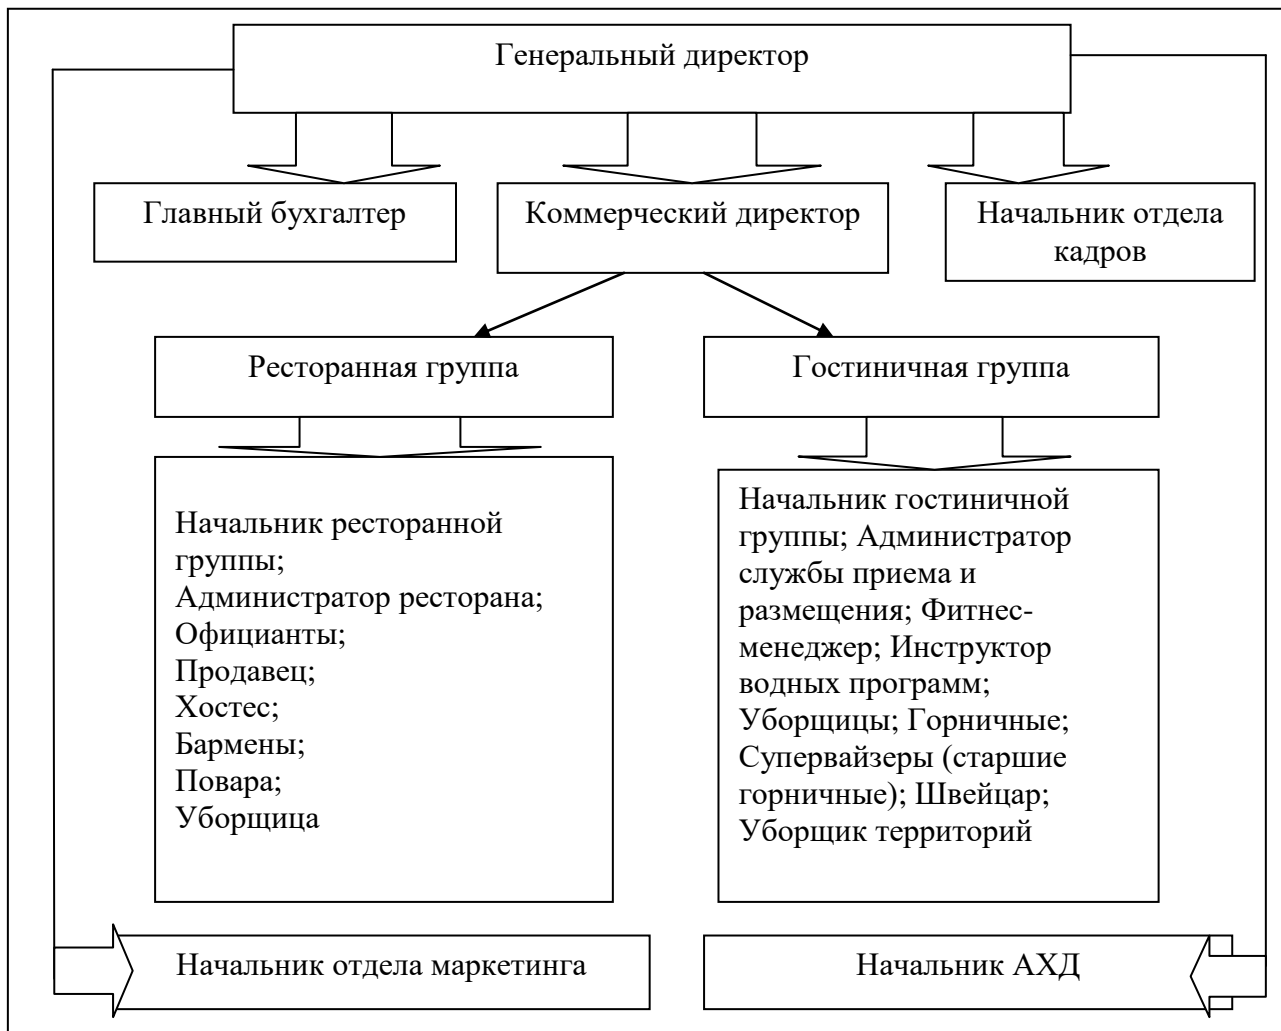 Генеральный директор
Главный бухгалтер
Коммерческий директор
Начальник отдела
кадров
Ресторанная группа
Гостиничная группа
Начальник ресторанной
группы;
Администратор ресторана;
Официанты;
Продавец;
Хостес;
Бармены;
Повара;
Уборщица
Начальник гостиничной
группы; Администратор
службы приема и
размещения; Фитнес-
менеджер; Инструктор
водных программ;
Уборщицы; Горничные;
Супервайзеры (старшие
горничные); Швейцар;
Уборщик территорий
Начальник отдела маркетинга
Начальник АХД